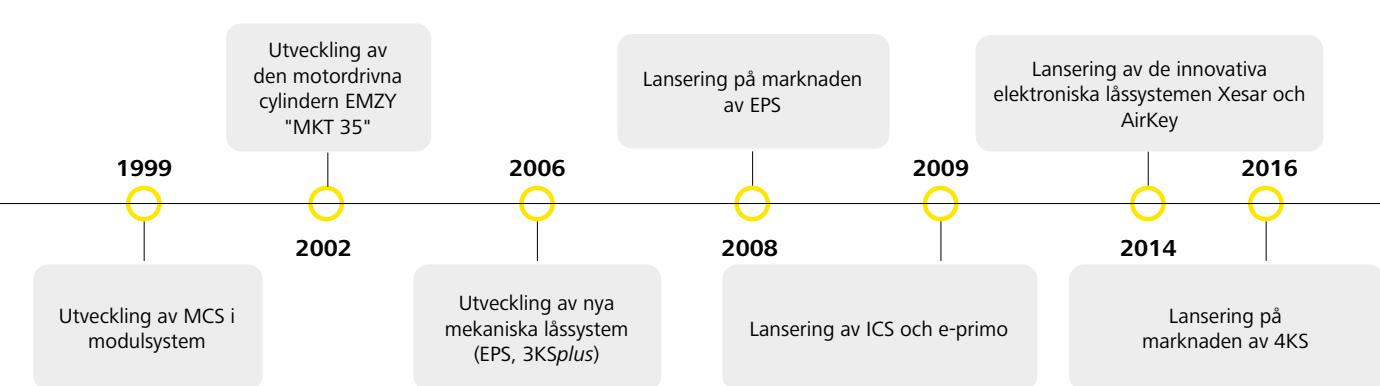 Utveckling av
den motordrivna
cylindern EMZY
"MKT 35"
Lansering på marknaden
av EPS
Lansering av de innovativa
elektroniska låssystemen Xesar och
AirKey
1999
2006
2009
2016
2002
2008
2014
Utveckling av MCS i
modulsystem
Utveckling av nya
mekaniska låssystem
(EPS, 3KSplus)
Lansering av ICS och e-primo
Lansering på
marknaden av 4KS